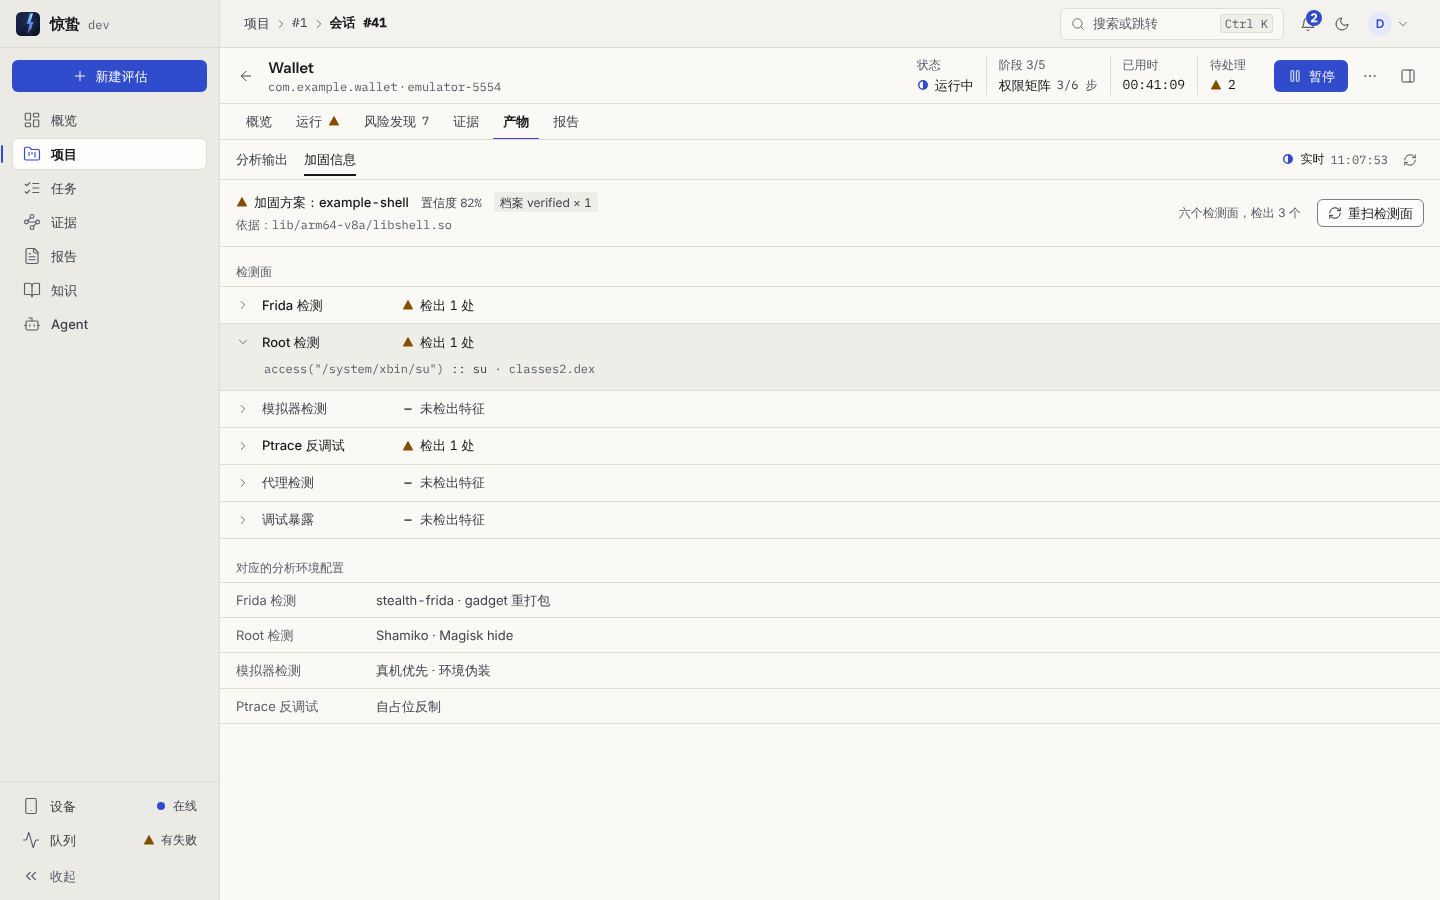 惊蛰 dev
项目 > #1 > 会话 #41
搜索或跳转 Ctrl K
2
D
新建评估
概览
项目
任务
证据
报告
知识
Agent
设备 在线
队列 有失败
收起
Wallet
com.example.wallet · emulator-5554
状态
运行中
阶段 3/5
权限矩阵 3/6 步
已用时
00:41:09
待处理
2
暂停
概览 运行 风险发现 7 证据 产物 报告
分析输出 加固信息
实时 11:07:53
加固方案：example-shell 置信度 82% 档案 verified × 1
依据：lib/arm64-v8a/libshell.so
六个检测面，检出 3 个
重扫检测面
检测面
Frida 检测 检出 1 处
Root 检测 检出 1 处
access("/system/xbin/su") :: su · classes2.dex
模拟器检测 – 未检出特征
Ptrace 反调试 检出 1 处
代理检测 – 未检出特征
调试暴露 – 未检出特征
对应的分析环境配置
Frida 检测 stealth-frida · gadget 重打包
Root 检测 Shamiko · Magisk hide
模拟器检测 真机优先 · 环境伪装
Ptrace 反调试 自占位反制